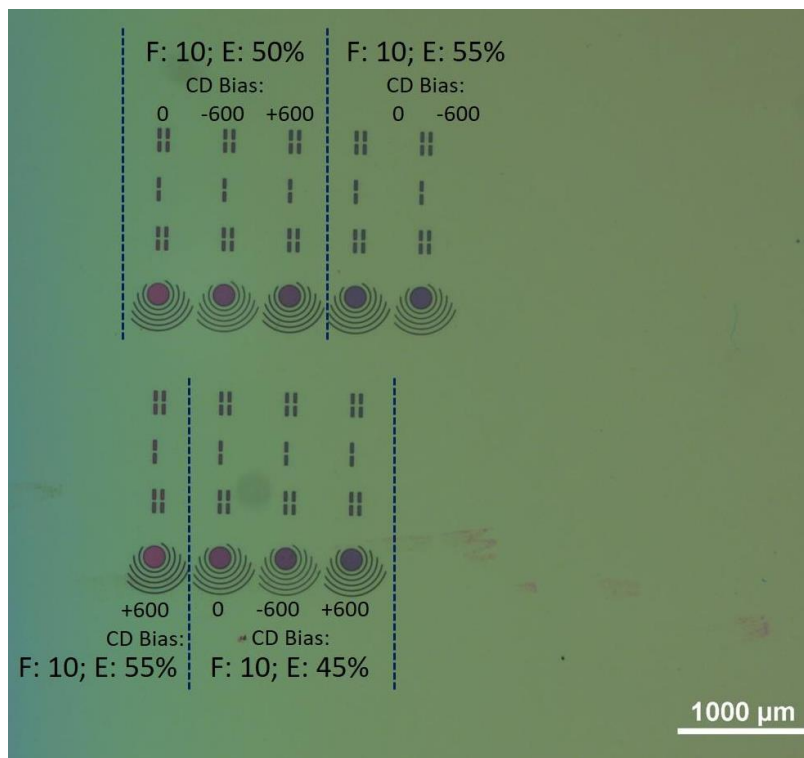 F: 10; E: 50%
CD Bias:
0 -600 +600
F: 10; E: 55%
CD Bias:
0 -600
+600
CD Bias:
F: 10; E: 55%
0 -600 +600
CD Bias:
F: 10; E: 45%
1000 µm